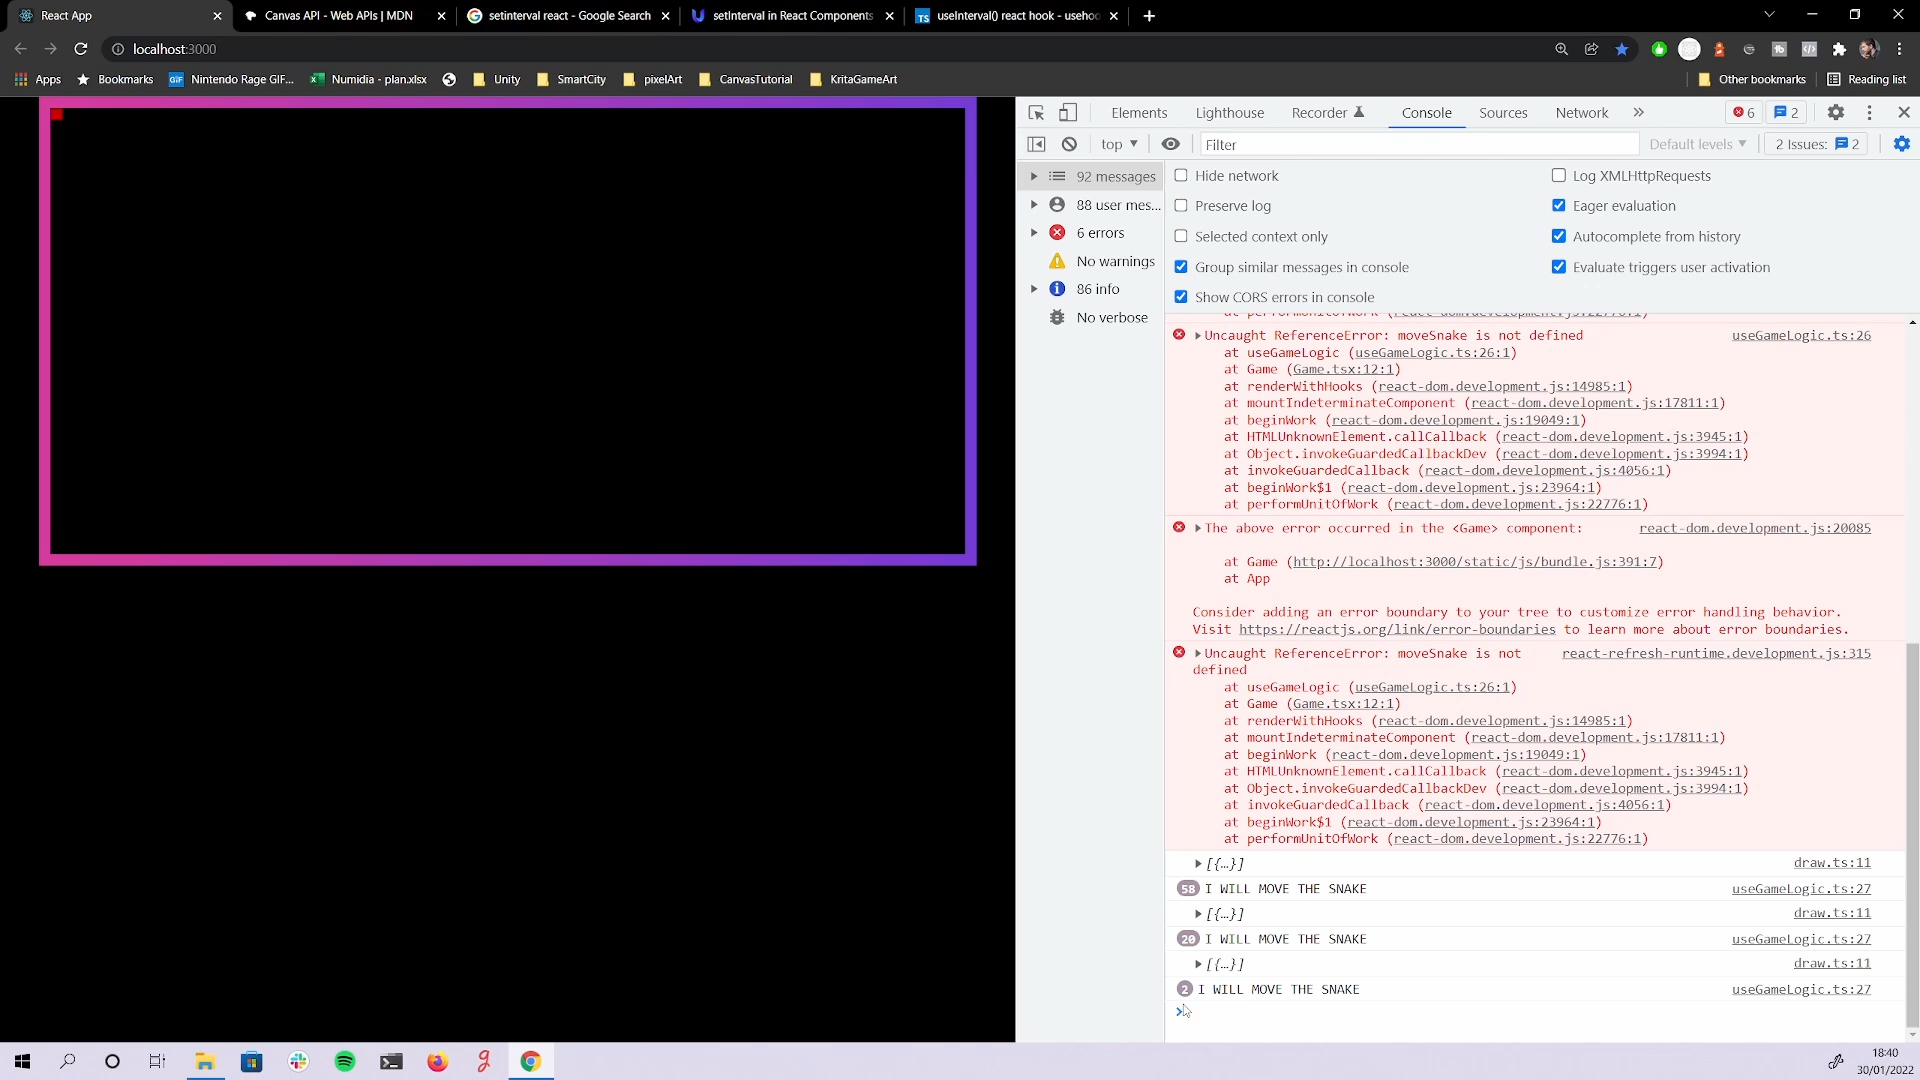 React App
Canvas API - Web APIs | MDN
setinterval react - Google Search
setInterval in React Components
useInterval() react hook - useho
localhost:3000
Apps
Bookmarks
Nintendo Rage GIF...
Numidia - plan.xlsx
Unity
SmartCity
pixelArt
CanvasTutorial
KritaGameArt
Other bookmarks
Reading list
Elements
Lighthouse
Recorder
Console
Sources
Network
6
2
top
Filter
Default levels
2 Issues: 2
92 messages
88 user mes...
6 errors
No warnings
86 info
No verbose
Hide network
Preserve log
Selected context only
Group similar messages in console
Show CORS errors in console
Log XMLHttpRequests
Eager evaluation
Autocomplete from history
Evaluate triggers user activation
at performUnitOfWork (react-dom.development.js:22776:1)
Uncaught ReferenceError: moveSnake is not defined useGameLogic.ts:26
at useGameLogic (useGameLogic.ts:26:1)
at Game (Game.tsx:12:1)
at renderWithHooks (react-dom.development.js:14985:1)
at mountIndeterminateComponent (react-dom.development.js:17811:1)
at beginWork (react-dom.development.js:19049:1)
at HTMLUnknownElement.callCallback (react-dom.development.js:3945:1)
at Object.invokeGuardedCallbackDev (react-dom.development.js:3994:1)
at invokeGuardedCallback (react-dom.development.js:4056:1)
at beginWork$1 (react-dom.development.js:23964:1)
at performUnitOfWork (react-dom.development.js:22776:1)
The above error occurred in the <Game> component: react-dom.development.js:20085
at Game (http://localhost:3000/static/js/bundle.js:391:7)
at App
Consider adding an error boundary to your tree to customize error handling behavior.
Visit https://reactjs.org/link/error-boundaries to learn more about error boundaries.
Uncaught ReferenceError: moveSnake is not react-refresh-runtime.development.js:315
defined
at useGameLogic (useGameLogic.ts:26:1)
at Game (Game.tsx:12:1)
at renderWithHooks (react-dom.development.js:14985:1)
at mountIndeterminateComponent (react-dom.development.js:17811:1)
at beginWork (react-dom.development.js:19049:1)
at HTMLUnknownElement.callCallback (react-dom.development.js:3945:1)
at Object.invokeGuardedCallbackDev (react-dom.development.js:3994:1)
at invokeGuardedCallback (react-dom.development.js:4056:1)
at beginWork$1 (react-dom.development.js:23964:1)
at performUnitOfWork (react-dom.development.js:22776:1)
[{…}] draw.ts:11
58 I WILL MOVE THE SNAKE useGameLogic.ts:27
[{…}] draw.ts:11
20 I WILL MOVE THE SNAKE useGameLogic.ts:27
[{…}] draw.ts:11
2 I WILL MOVE THE SNAKE useGameLogic.ts:27
18:40
30/01/2022